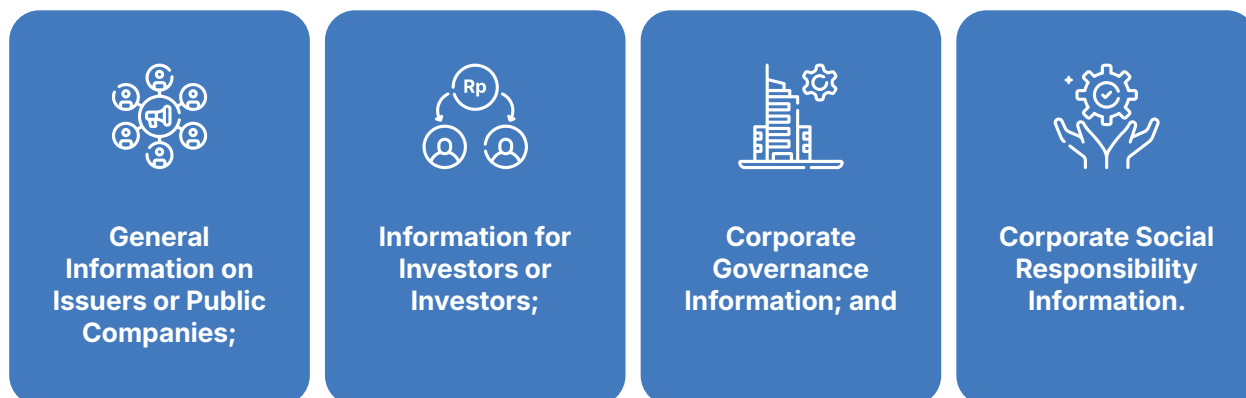 Rp
General
Information on
Issuers or Public
Companies;
Information for
Investors or
Investors;
Corporate
Governance
Information; and
Corporate Social
Responsibility
Information.